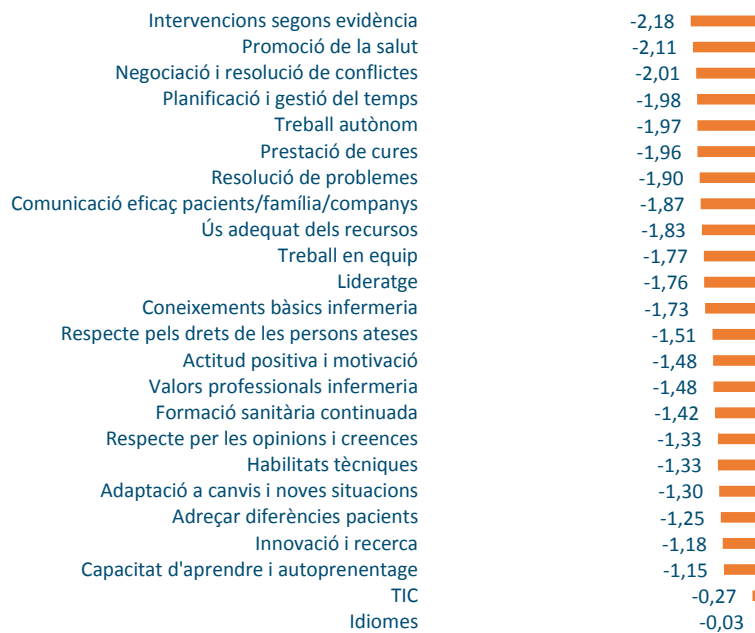 Intervencions segons evidència -2,18
Promoció de la salut -2,11
Negociació i resolució de conflictes -2,01
Planificació i gestió del temps -1,98
Treball autònom -1,97
Prestació de cures -1,96
Resolució de problemes -1,90
Comunicació eficaç pacients/família/companys -1,87
Ús adequat dels recursos -1,83
Treball en equip -1,77
Lideratge -1,76
Coneixements bàsics infermeria -1,73
Respecte pels drets de les persons ateses -1,51
Actitud positiva i motivació -1,48
Valors professionals infermeria -1,48
Formació sanitària continuada -1,42
Respecte per les opinions i creences -1,33
Habilitats tècniques -1,33
Adaptació a canvis i noves situacions -1,30
Adreçar diferències pacients -1,25
Innovació i recerca -1,18
Capacitat d'aprendre i autoprenentage -1,15
TIC -0,27
Idiomes -0,03